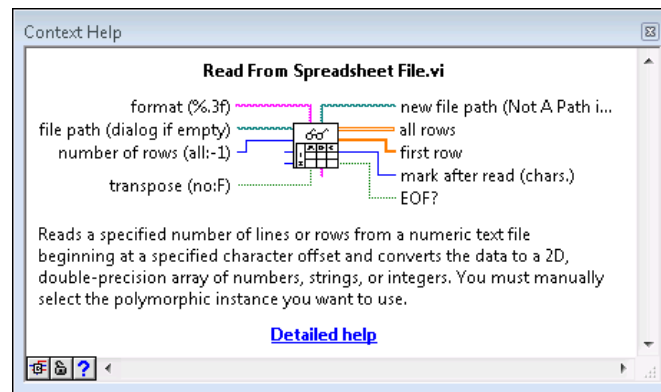 Context Help
Read From Spreadsheet File.vi
format (%.3f)
new file path (Not A Path i...
file path (dialog if empty)
all rows
number of rows (all:-1)
first row
mark after read (chars.)
transpose (no:F)
EOF?
Reads a specified number of lines or rows from a numeric text file
beginning at a specified character offset and converts the data to a 2D,
double-precision array of numbers, strings, or integers. You must manually
select the polymorphic instance you want to use.
Detailed help
?